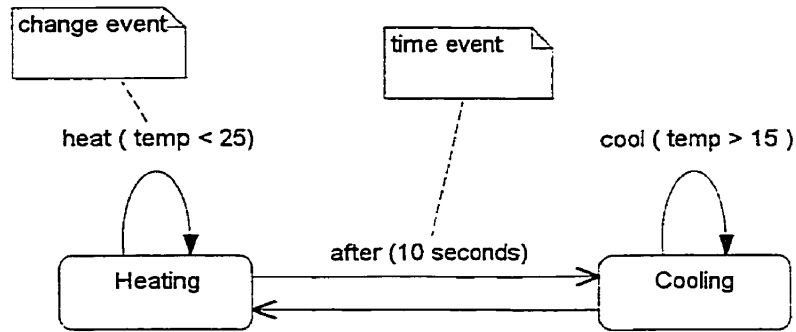 change event
time event
heat ( temp < 25)
cool ( temp > 15 )
after (10 seconds)
Heating
Cooling